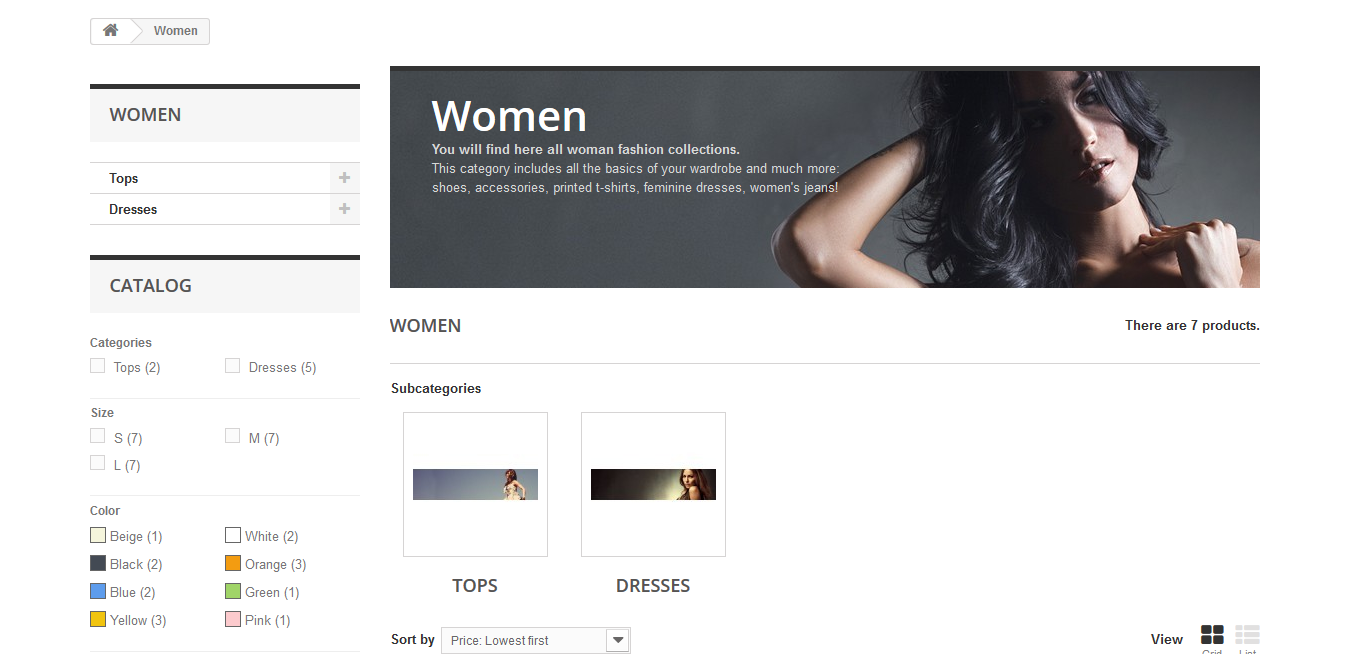 Women
WOMEN
Tops
Dresses
CATALOG
Categories
Tops (2)
Dresses (5)
Size
S (7)
M (7)
L (7)
Color
Beige (1)
White (2)
Black (2)
Orange (3)
Blue (2)
Green (1)
Yellow (3)
Pink (1)
Women
You will find here all woman fashion collections.
This category includes all the basics of your wardrobe and much more:
shoes, accessories, printed t-shirts, feminine dresses, women's jeans!
WOMEN
There are 7 products.
Subcategories
TOPS
DRESSES
Sort by
Price: Lowest first
View
Grid
List